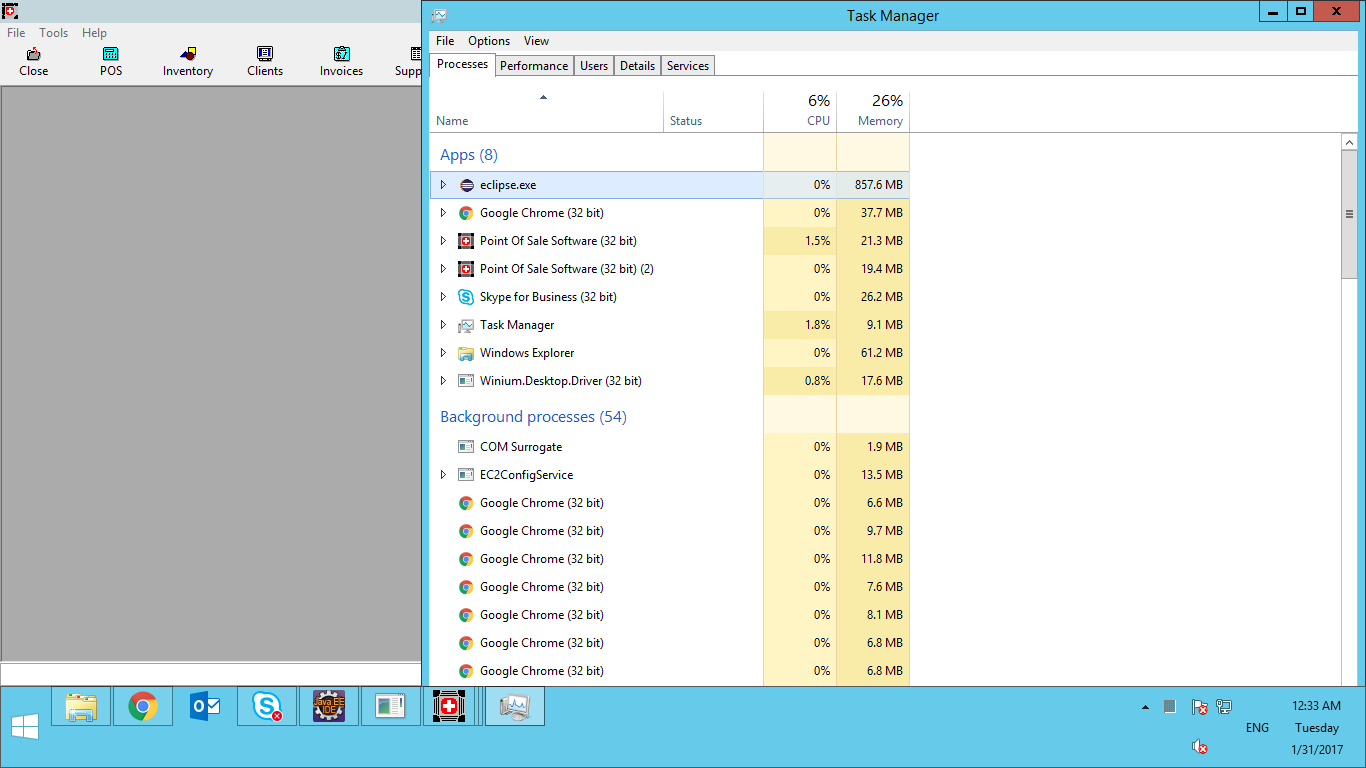 File Tools Help
Close POS Inventory Clients Invoices Supp
Task Manager
File Options View
Processes Performance Users Details Services
6% 26%
Name Status CPU Memory
Apps (8)
eclipse.exe 0% 857.6 MB
Google Chrome (32 bit) 0% 37.7 MB
Point Of Sale Software (32 bit) 1.5% 21.3 MB
Point Of Sale Software (32 bit) (2) 0% 19.4 MB
Skype for Business (32 bit) 0% 26.2 MB
Task Manager 1.8% 9.1 MB
Windows Explorer 0% 61.2 MB
Winium.Desktop.Driver (32 bit) 0.8% 17.6 MB
Background processes (54)
COM Surrogate 0% 1.9 MB
EC2ConfigService 0% 13.5 MB
Google Chrome (32 bit) 0% 6.6 MB
Google Chrome (32 bit) 0% 9.7 MB
Google Chrome (32 bit) 0% 11.8 MB
Google Chrome (32 bit) 0% 7.6 MB
Google Chrome (32 bit) 0% 8.1 MB
Google Chrome (32 bit) 0% 6.8 MB
Google Chrome (32 bit) 0% 6.8 MB
Java EE
IDE
12:33 AM
ENG Tuesday
1/31/2017